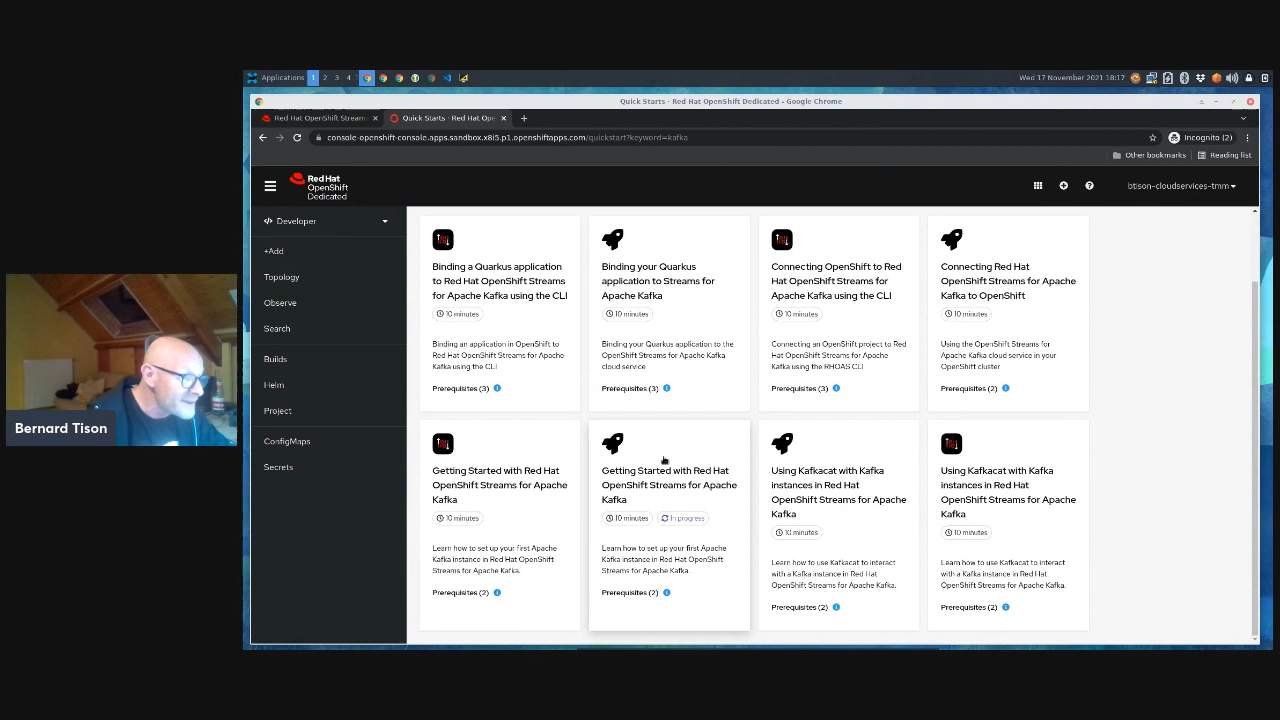 Applications 1 2 3 4
Wed 17 November 2021 18:17
Quick Starts · Red Hat OpenShift Dedicated - Google Chrome
Red Hat OpenShift Stream
Quick Starts · Red Hat Ope
console-openshift-console.apps.sandbox.x8i5.p1.openshiftapps.com/quickstart?keyword=kafka
Incognito (2)
Other bookmarks
Reading list
Red Hat
OpenShift
Dedicated
btison-cloudservices-tmm
Developer
+Add
Topology
Observe
Search
Builds
Helm
Project
ConfigMaps
Secrets
Binding a Quarkus application
to Red Hat OpenShift Streams
for Apache Kafka using the CLI
10 minutes
Binding an application in OpenShift to
Red Hat OpenShift Streams for Apache
Kafka using the CLI
Prerequisites (3)
Binding your Quarkus
application to Streams for
Apache Kafka
10 minutes
Binding your Quarkus application to the
OpenShift Streams for Apache Kafka
cloud service
Prerequisites (3)
Connecting OpenShift to Red
Hat OpenShift Streams for
Apache Kafka using the CLI
10 minutes
Connecting an OpenShift project to Red
Hat OpenShift Streams for Apache
Kafka using the RHOAS CLI
Prerequisites (3)
Connecting Red Hat
OpenShift Streams for Apache
Kafka to OpenShift
10 minutes
Using the OpenShift Streams for
Apache Kafka cloud service in your
OpenShift cluster
Prerequisites (2)
Getting Started with Red Hat
OpenShift Streams for Apache
Kafka
10 minutes
Learn how to set up your first Apache
Kafka instance in Red Hat OpenShift
Streams for Apache Kafka.
Prerequisites (2)
Getting Started with Red Hat
OpenShift Streams for Apache
Kafka
10 minutes In progress
Learn how to set up your first Apache
Kafka instance in Red Hat OpenShift
Streams for Apache Kafka.
Prerequisites (2)
Using Kafkacat with Kafka
instances in Red Hat
OpenShift Streams for Apache
Kafka
10 minutes
Learn how to use Kafkacat to interact
with a Kafka instance in Red Hat
OpenShift Streams for Apache Kafka.
Prerequisites (2)
Using Kafkacat with Kafka
instances in Red Hat
OpenShift Streams for Apache
Kafka
10 minutes
Learn how to use Kafkacat to interact
with a Kafka instance in Red Hat
OpenShift Streams for Apache Kafka.
Prerequisites (2)
Bernard Tison